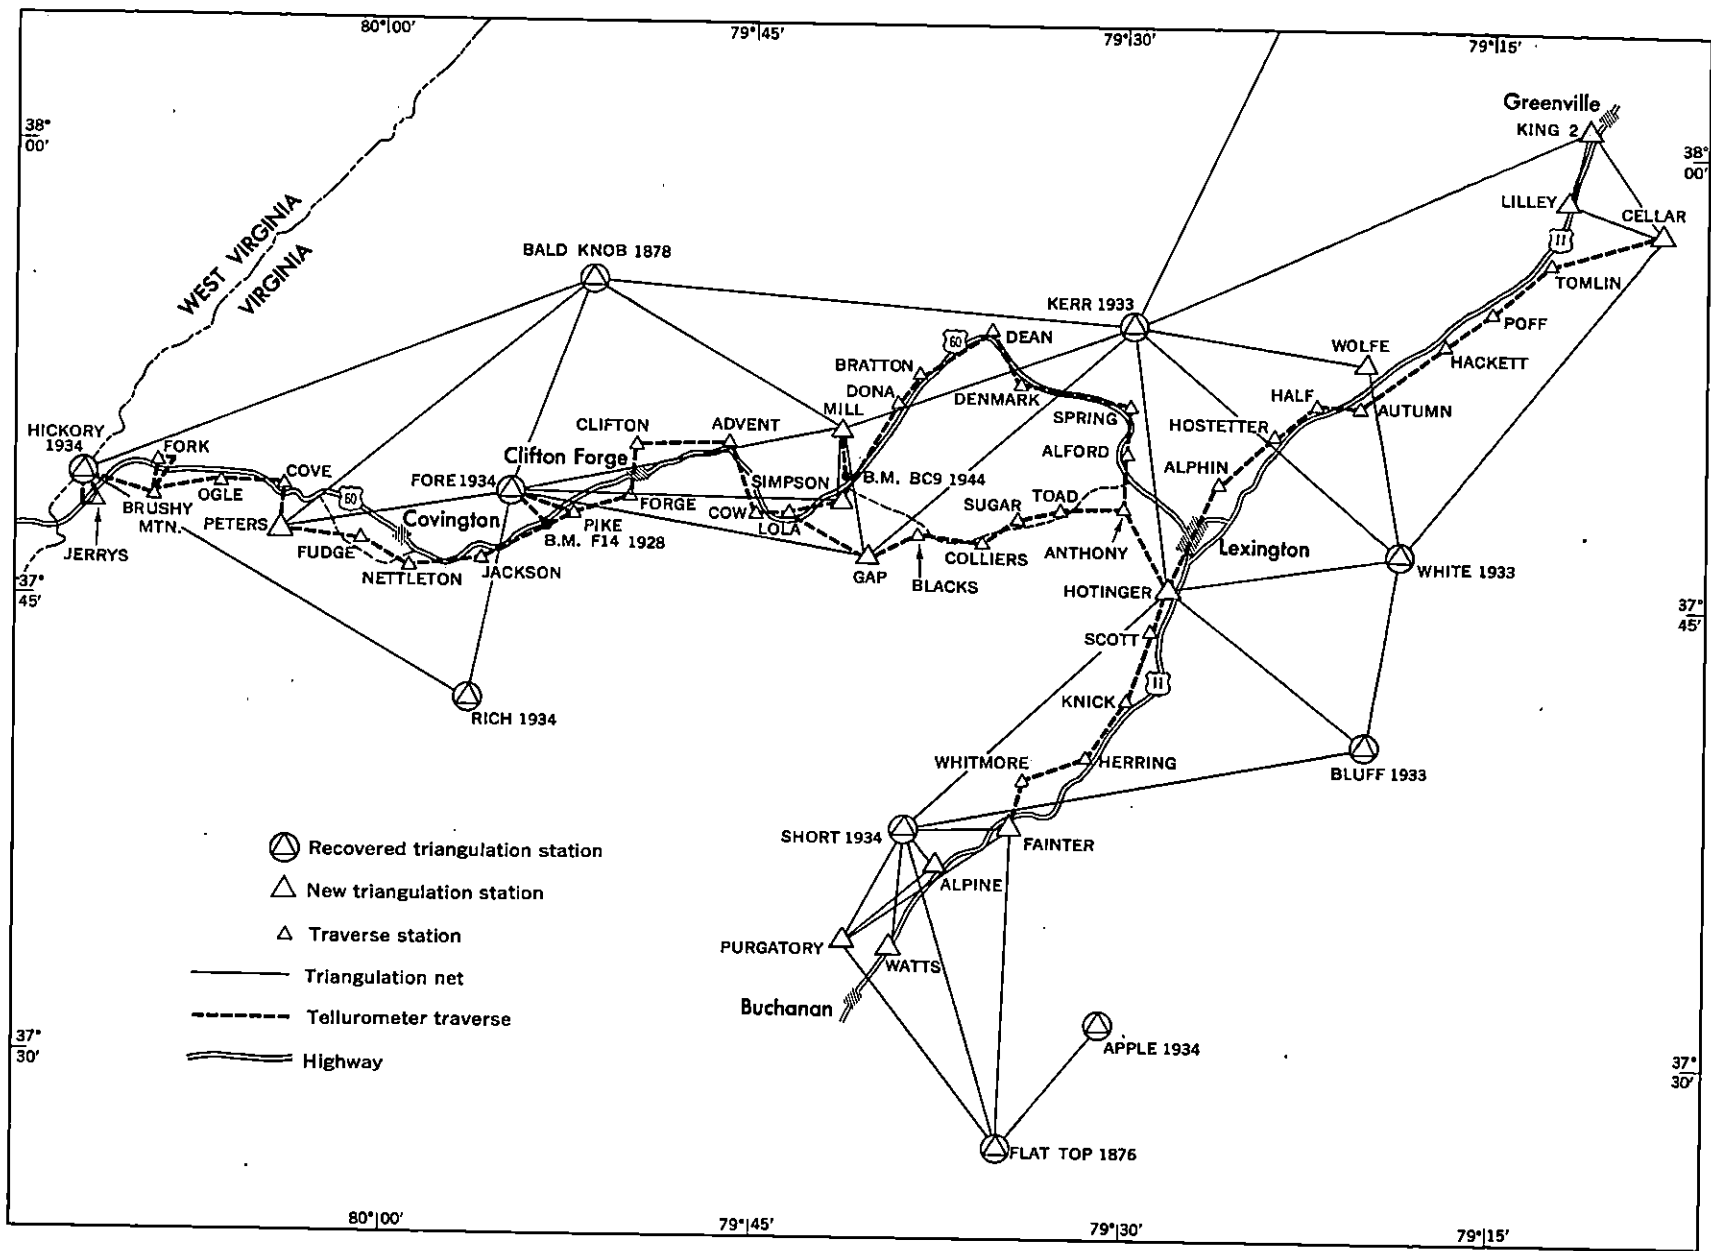 80° 00'
79° 45'
79° 30'
79° 15'
Greenville
KING 2
38°
00'
38°
00'
LILLEY
CELLAR
WEST VIRGINIA
VIRGINIA
11
BALD KNOB 1878
TOMLIN
KERR 1933
POFF
60
DEAN
WOLFE
HACKETT
BRATTON
DONA
DENMARK
HALF
AUTUMN
MILL
SPRING
HICKORY
1934
FORK
CLIFTON
ADVENT
HOSTETTER
Clifton Forge
ALFORD
ALPHIN
COVE
FORE 1934
SIMPSON
B.M. BC9 1944
OGLE
60
BRUSHY
MTN.
PETERS
Covington
FORGE
COW
LOLA
SUGAR
TOAD
PIKE
B.M. F14 1928
JERRYS
FUDGE
COLLIERS
ANTHONY
Lexington
NETTLETON
JACKSON
GAP
BLACKS
WHITE 1933
37°
45'
HOTINGER
37°
45'
SCOTT
11
RICH 1934
KNICK
WHITMORE
HERRING
BLUFF 1933
SHORT 1934
FAINTER
Recovered triangulation station
ALPINE
New triangulation station
Traverse station
PURGATORY
WATTS
Triangulation net
Buchanan
Tellurometer traverse
37°
30'
APPLE 1934
Highway
37°
30'
FLAT TOP 1876
80° 00'
79° 45'
79° 30'
79° 15'